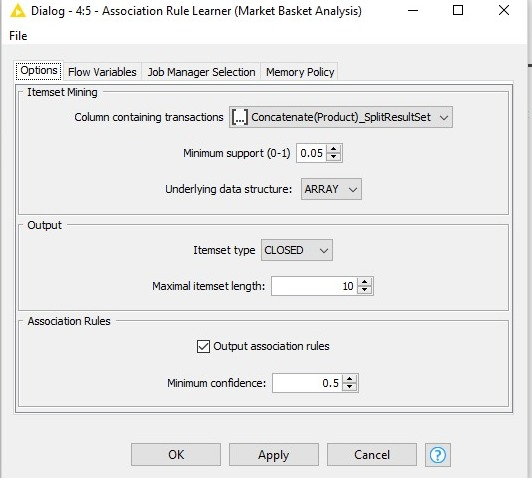 Dialog - 4:5 - Association Rule Learner (Market Basket Analysis)
File
Options Flow Variables Job Manager Selection Memory Policy
Itemset Mining
Column containing transactions [...] Concatenate(Product)_SplitResultSet
Minimum support (0-1) 0.05
Underlying data structure: ARRAY
Output
Itemset type CLOSED
Maximal itemset length: 10
Association Rules
Output association rules
Minimum confidence: 0.5
OK Apply Cancel ?